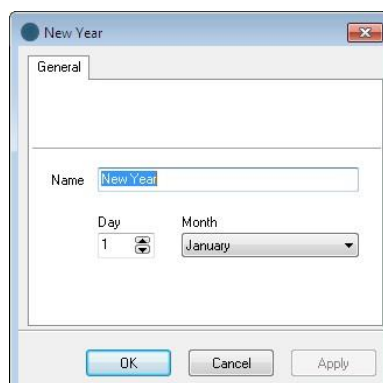 New Year
General
Name New Year
Day Month
1 January
OK Cancel Apply